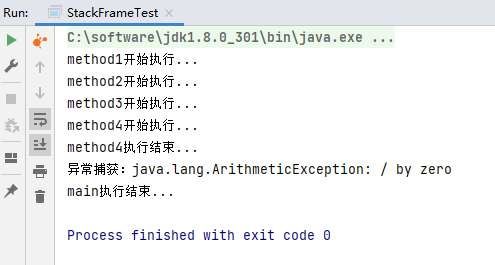 Run: StackFrameTest
C:\software\jdk1.8.0_301\bin\java.exe ...
method1开始执行...
method2开始执行...
method3开始执行...
method4开始执行...
method4执行结束...
异常捕获：java.lang.ArithmeticException: / by zero
main执行结束...
Process finished with exit code 0